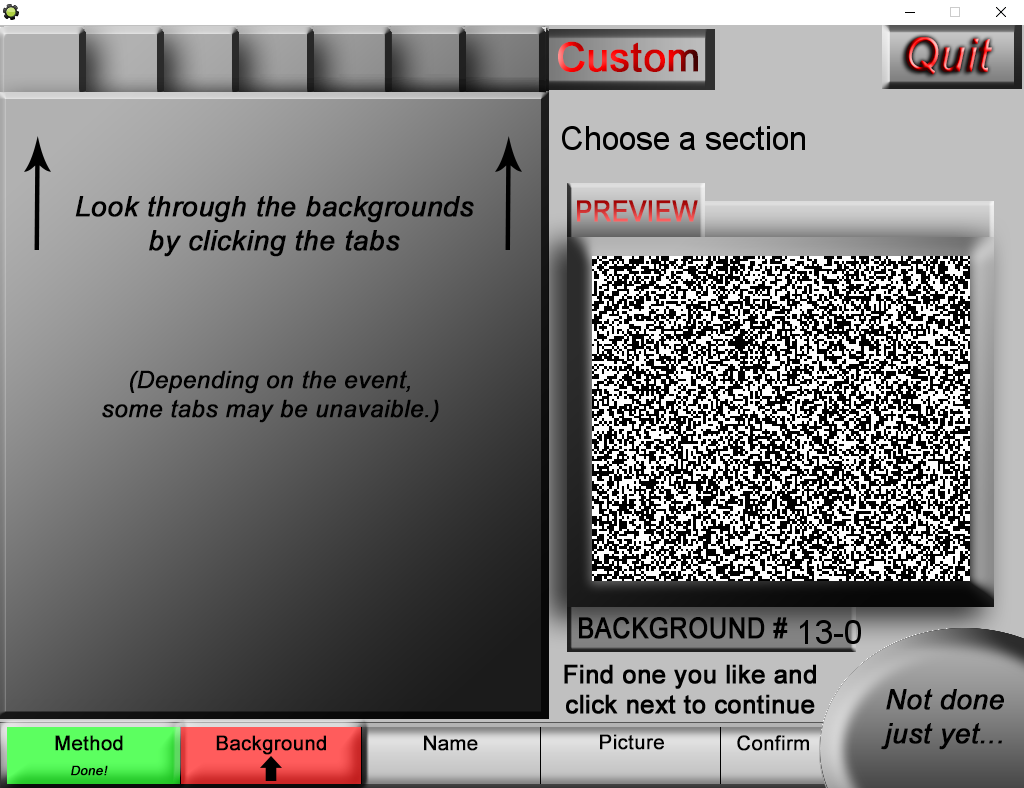 Custom
Quit
Choose a section
Look through the backgrounds
by clicking the tabs
PREVIEW
(Depending on the event,
some tabs may be unavaible.)
BACKGROUND # 13-0
Find one you like and
click next to continue
Not done
just yet...
Method
Done!
Background
Name
Picture
Confirm